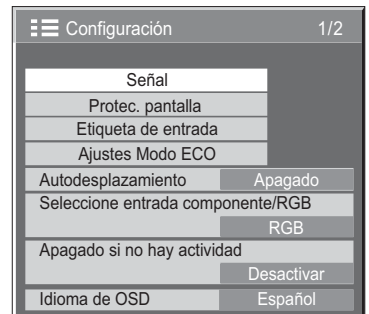 Configuración 1/2
Señal
Protec. pantalla
Etiqueta de entrada
Ajustes Modo ECO
Autodesplazamiento Apagado
Seleccione entrada componente/RGB
RGB
Apagado si no hay actividad
Desactivar
Idioma de OSD Español